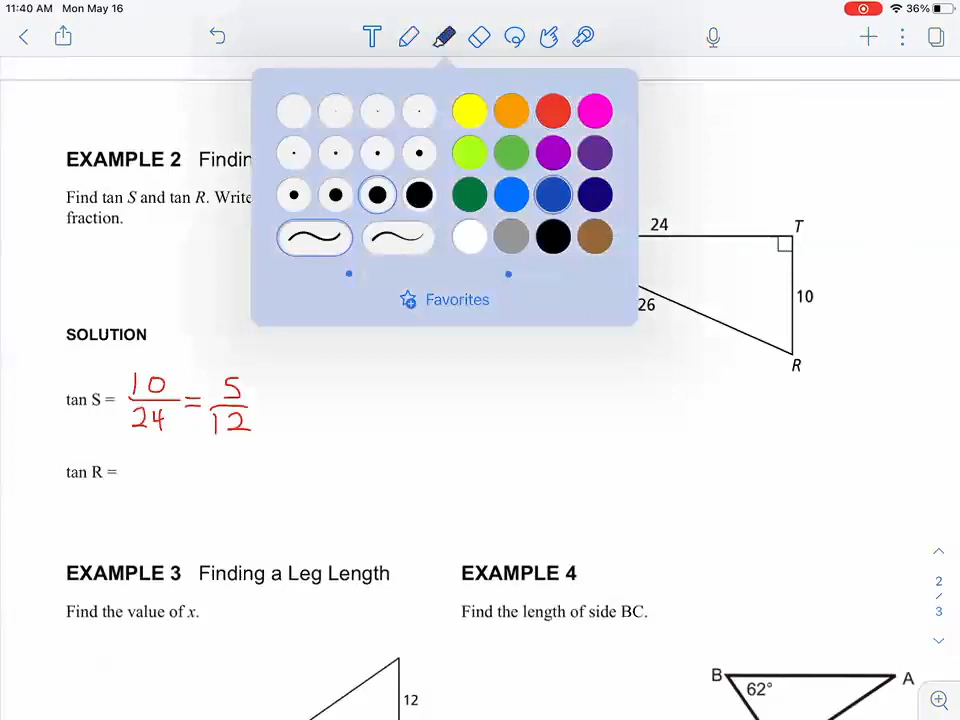 11:40 AM Mon May 16
36%
T
EXAMPLE 2 Findin
Find tan S and tan R. Write
fraction.
24
T
10
26
R
Favorites
SOLUTION
tan S = 10/24 = 5/12
tan R =
EXAMPLE 3 Finding a Leg Length
EXAMPLE 4
Find the value of x.
Find the length of side BC.
2
/
3
12
B
62°
A